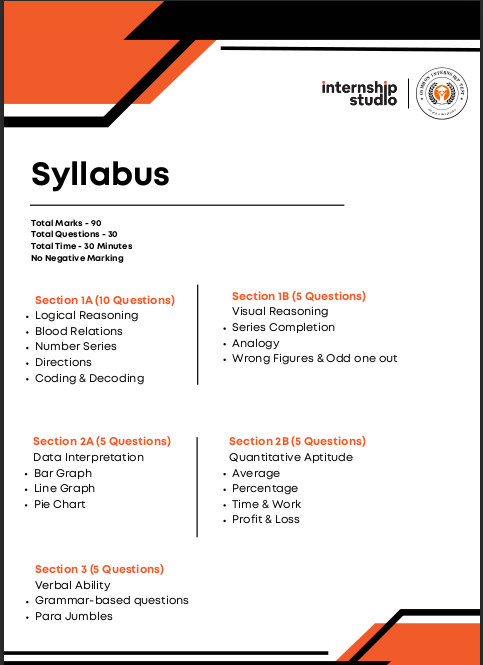 internship
studio
Syllabus
Total Marks - 90
Total Questions - 30
Total Time - 30 Minutes
No Negative Marking
Section 1A (10 Questions)
Logical Reasoning
Blood Relations
Number Series
Directions
Coding & Decoding
Section 1B (5 Questions)
Visual Reasoning
Series Completion
Analogy
Wrong Figures & Odd one out
Section 2A (5 Questions)
Data Interpretation
Bar Graph
Line Graph
Pie Chart
Section 2B (5 Questions)
Quantitative Aptitude
Average
Percentage
Time & Work
Profit & Loss
Section 3 (5 Questions)
Verbal Ability
Grammar-based questions
Para Jumbles